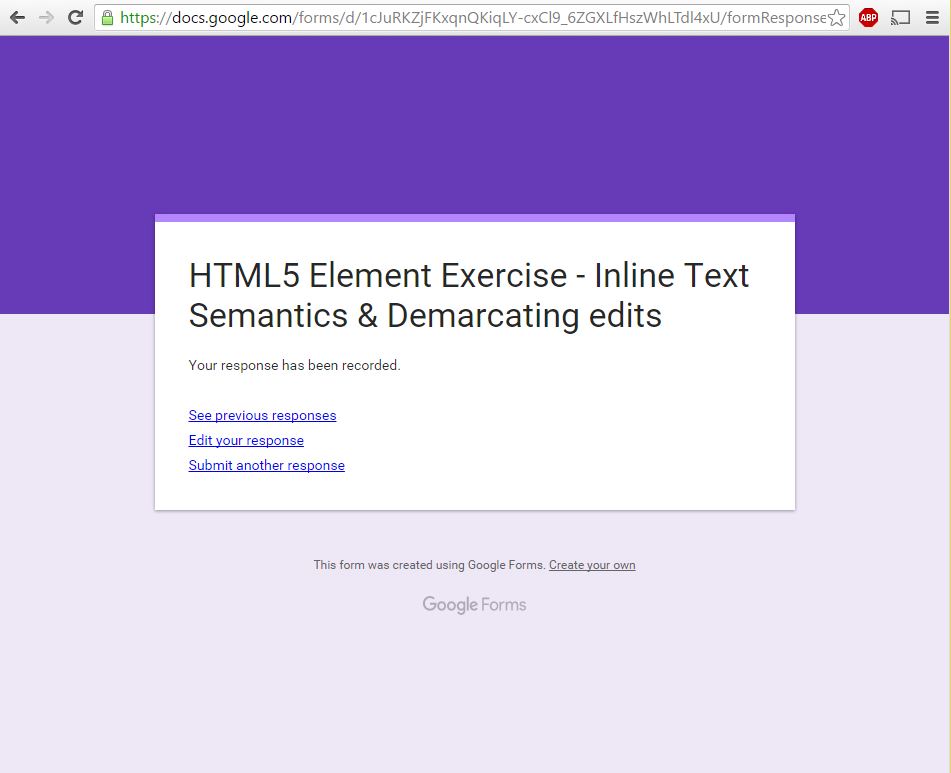 https://docs.google.com/forms/d/1cJuRKZjFKxqnQKiqLY-cxCl9_6ZGXLfHszWhLTdl4xU/formResponse
ABP
HTML5 Element Exercise - Inline Text
Semantics & Demarcating edits
Your response has been recorded.
See previous responses
Edit your response
Submit another response
This form was created using Google Forms. Create your own
Google Forms